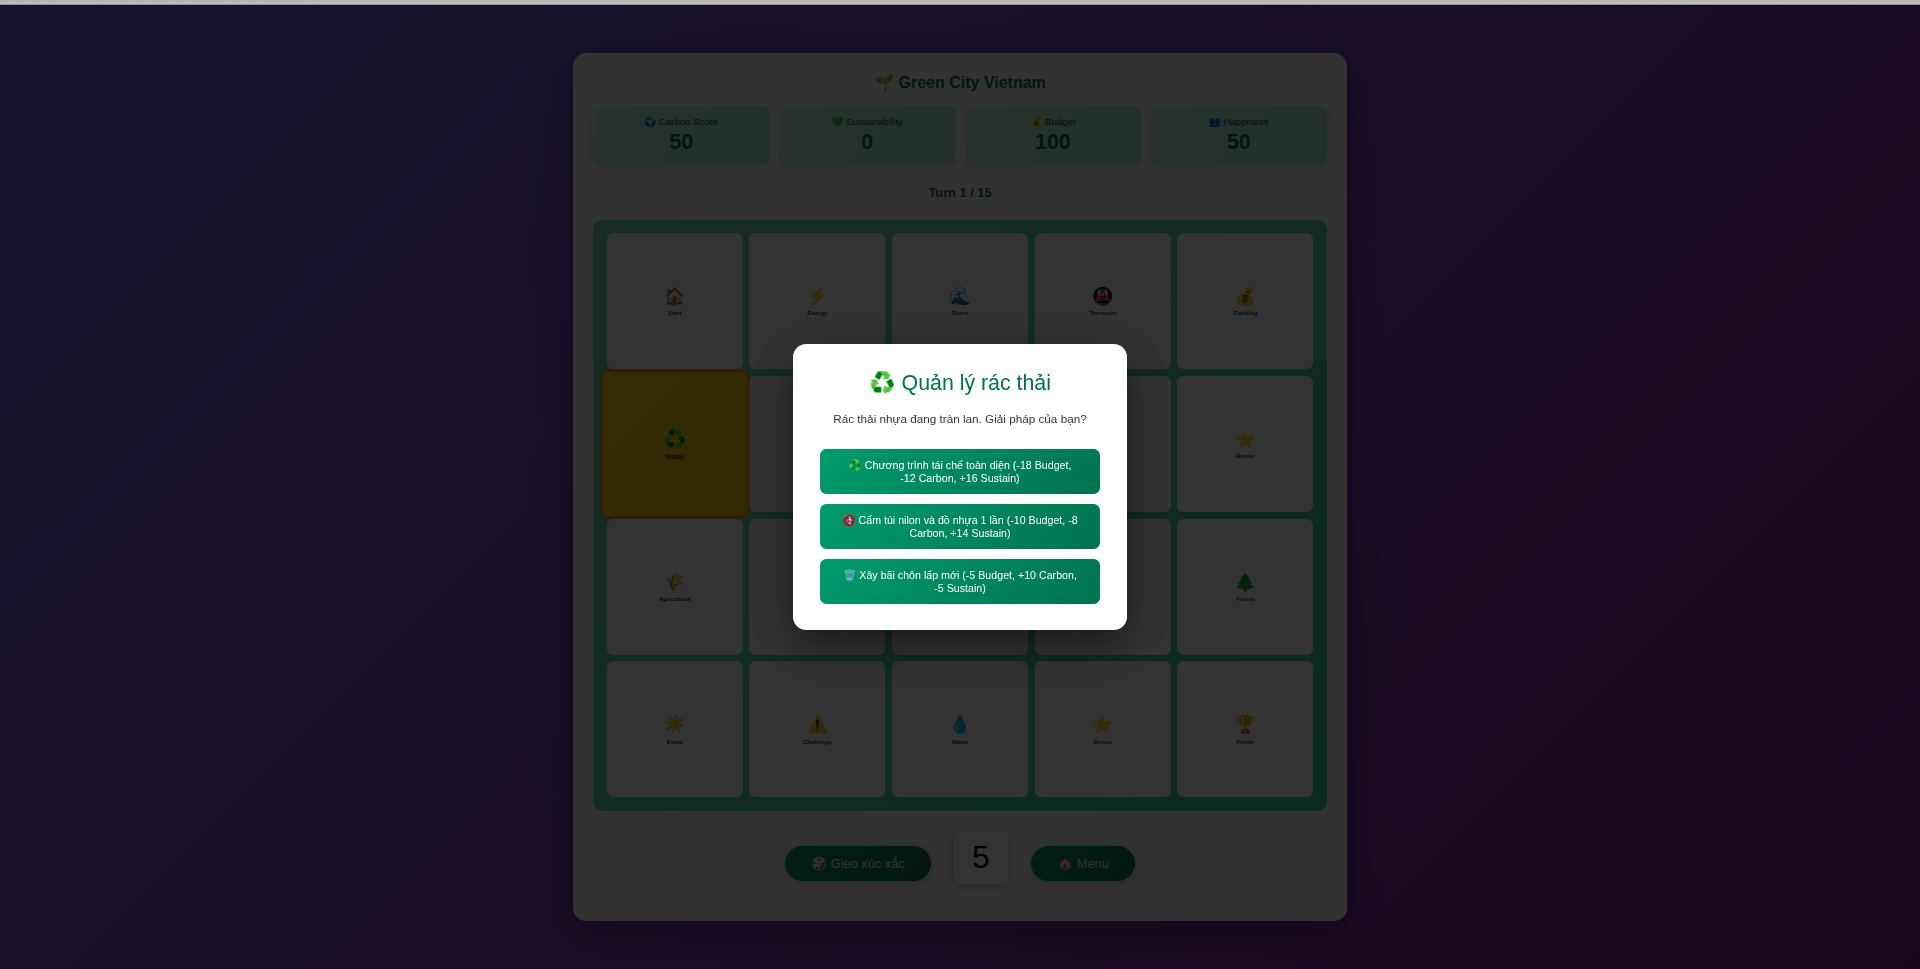 🌱 Green City Vietnam
🌍 Carbon Score
50
💚 Sustainability
0
💰 Budget
100
👥 Happiness
50
Turn 1 / 15
Start
Energy
Event
Transport
Funding
♻️ Quản lý rác thải
Rác thải nhựa đang tràn lan. Giải pháp của bạn?
♻️ Chương trình tái chế toàn diện (-18 Budget,
-12 Carbon, +16 Sustain)
🚯 Cấm túi nilon và đồ nhựa 1 lần (-10 Budget, -8
Carbon, +14 Sustain)
🗑️ Xây bãi chôn lấp mới (-5 Budget, +10 Carbon,
-5 Sustain)
Waste
Bonus
Agriculture
Forest
Event
Challenge
Water
Bonus
Finish
🎲 Gieo xúc xắc
5
🏠 Menu